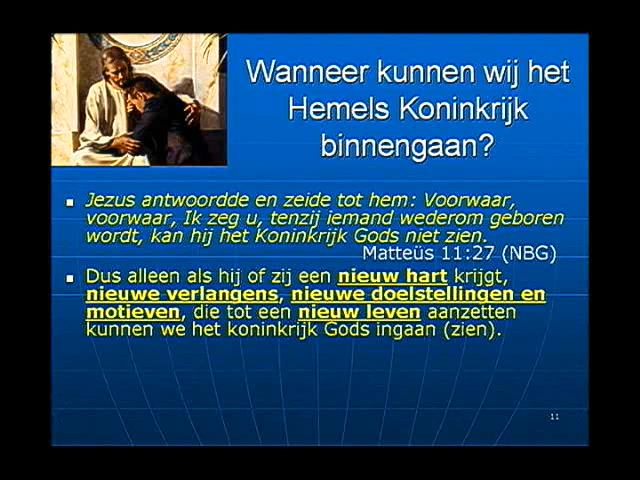 Wanneer kunnen wij het
Hemels Koninkrijk
binnengaan?
Jezus antwoordde en zeide tot hem: Voorwaar,
voorwaar, Ik zeg u, tenzij iemand wederom geboren
wordt, kan hij het Koninkrijk Gods niet zien.
Matteüs 11:27 (NBG)
Dus alleen als hij of zij een nieuw hart krijgt,
nieuwe verlangens, nieuwe doelstellingen en
motieven, die tot een nieuw leven aanzetten
kunnen we het koninkrijk Gods ingaan (zien).
11